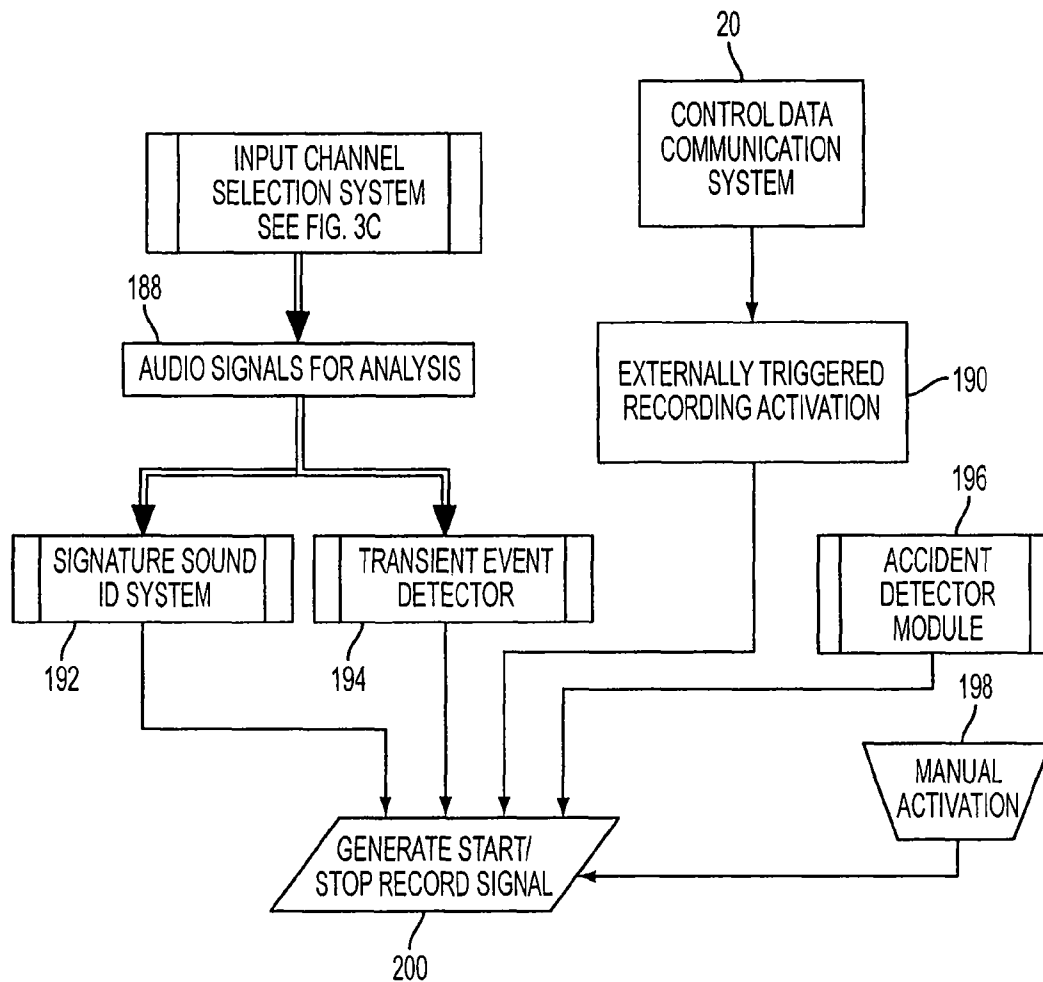 20
CONTROL DATA
COMMUNICATION
SYSTEM
INPUT CHANNEL
SELECTION SYSTEM
SEE FIG. 3C
188
AUDIO SIGNALS FOR ANALYSIS
EXTERNALLY TRIGGERED
RECORDING ACTIVATION
190
SIGNATURE SOUND
ID SYSTEM
192
TRANSIENT EVENT
DETECTOR
194
196
ACCIDENT
DETECTOR
MODULE
198
MANUAL
ACTIVATION
GENERATE START/
STOP RECORD SIGNAL
200